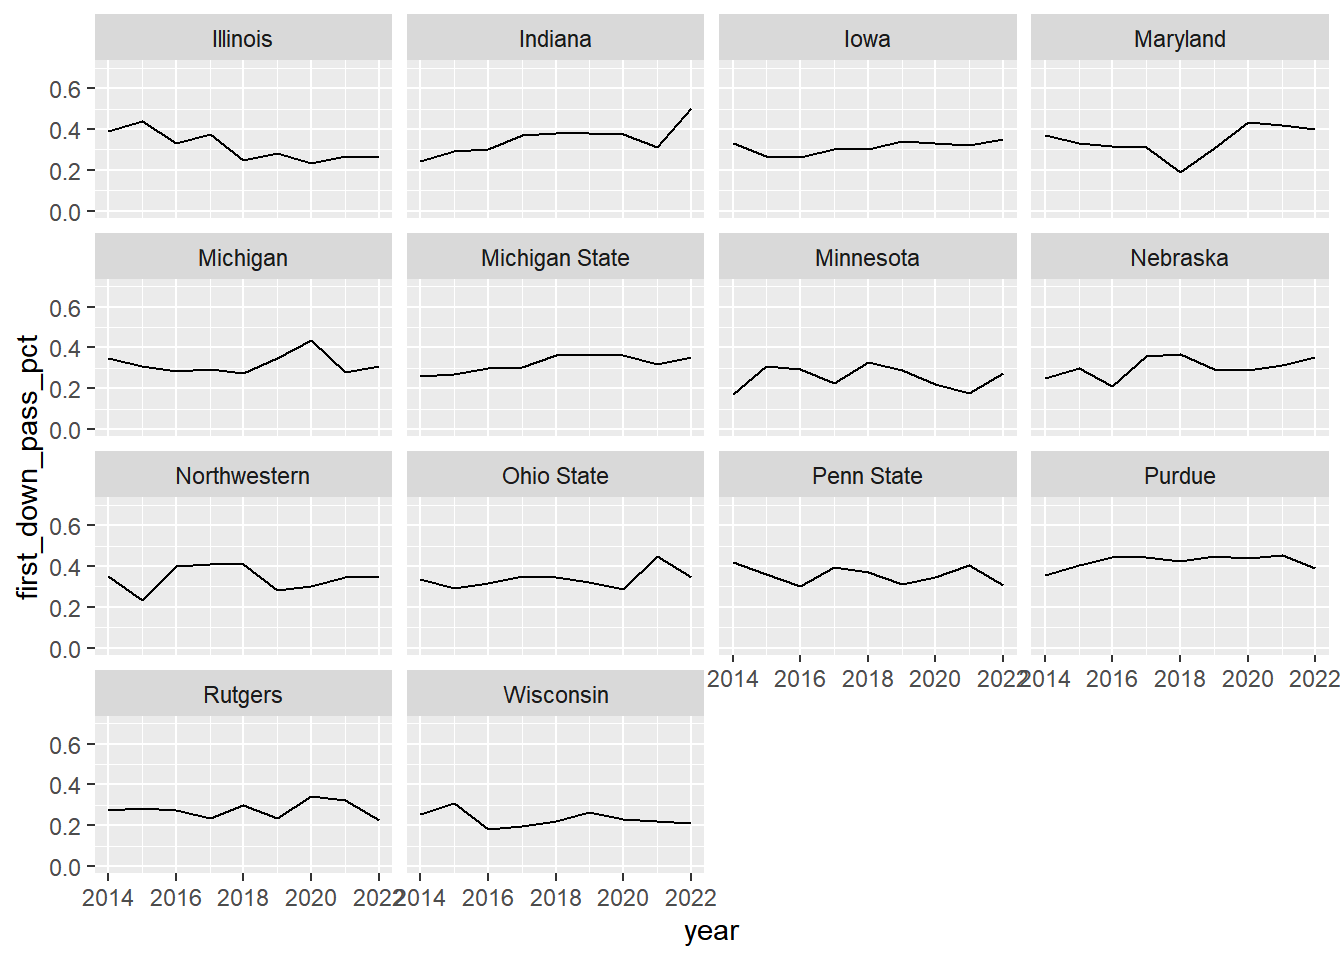 Illinois Indiana Iowa Maryland
0.6
0.4
0.2
0.0
Michigan Michigan State Minnesota Nebraska
0.6
0.4
0.2
0.0
first_down_pass_pct
Northwestern Ohio State Penn State Purdue
0.6
0.4
0.2
0.0
2014 2016 2018 2020 2022 2014 2016 2018 2020 2022
Rutgers Wisconsin
0.6
0.4
0.2
0.0
2014 2016 2018 2020 2022 2014 2016 2018 2020 2022
year